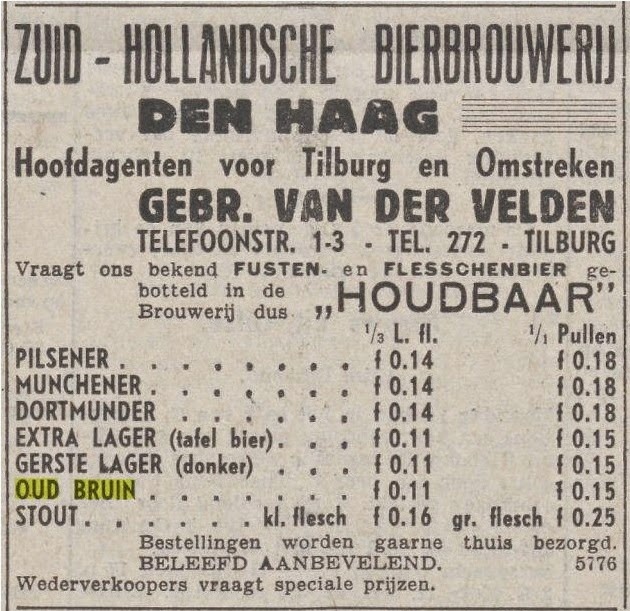 ZUID - HOLLANDSCHE BIERBROUWERIJ
DEN HAAG
Hoofdagenten voor Tilburg en Omstreken
GEBR. VAN DER VELDEN
TELEFOONSTR. 1-3 - TEL. 272 - TILBURG
Vraagt ons bekend FUSTEN- en FLESSCHENBIER ge-
botteld in de
Brouwerij dus „HOUDBAAR"
1/3 L. fl. 1/1 Pullen
PILSENER . . . . . . . f 0.14 f 0.18
MUNCHENER . . . . . . f 0.14 f 0.18
DORTMUNDER . . . . . . f 0.14 f 0.18
EXTRA LAGER (tafel bier) . . . f 0.11 f 0.15
GERSTE LAGER (donker) . . . f 0.11 f 0.15
OUD BRUIN . . . . . . . f 0.11 f 0.15
STOUT . . . . . . kl. flesch f 0.16 gr. flesch f 0.25
Bestellingen worden gaarne thuis bezorgd.
BELEEFD AANBEVELEND. 5776
Wederverkoopers vraagt speciale prijzen.